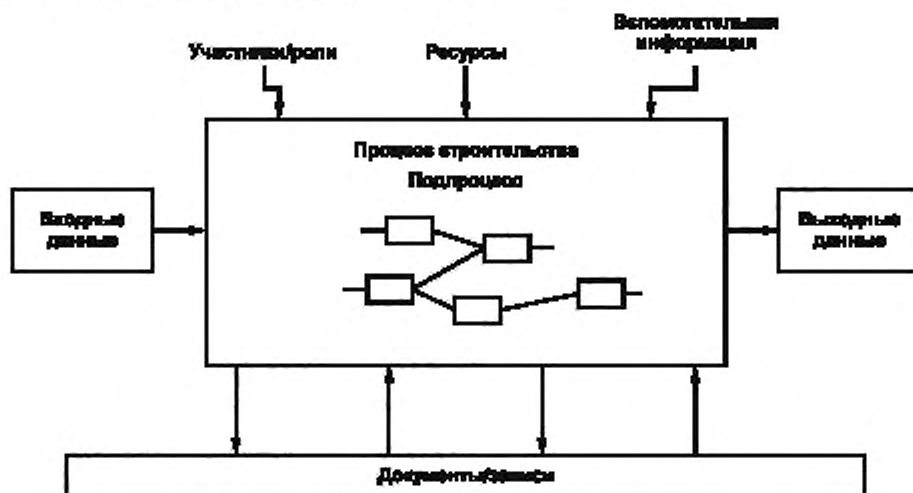 Участники/роли
Ресурсы
Вспомогательная
информация
Процесс строительства
Подпроцесс
Входные
данные
Выходные
данные
Документы/записи